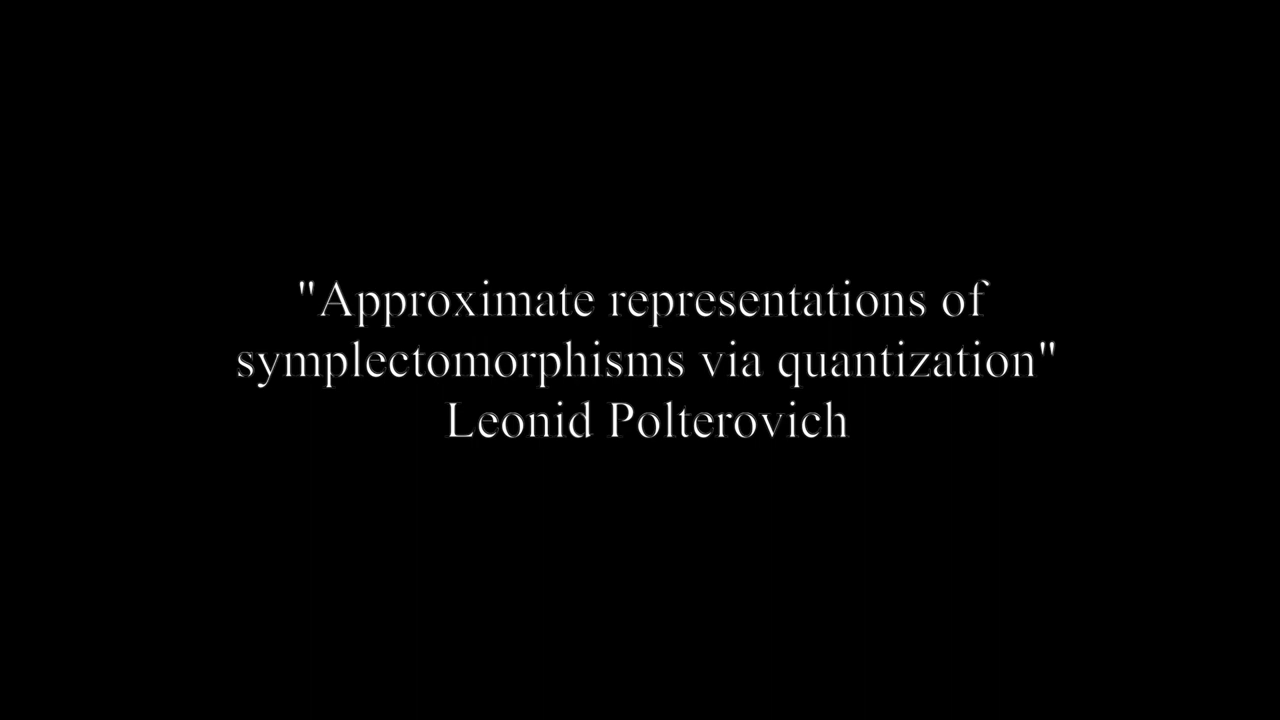 "Approximate representations of
symplectomorphisms via quantization"
Leonid Polterovich